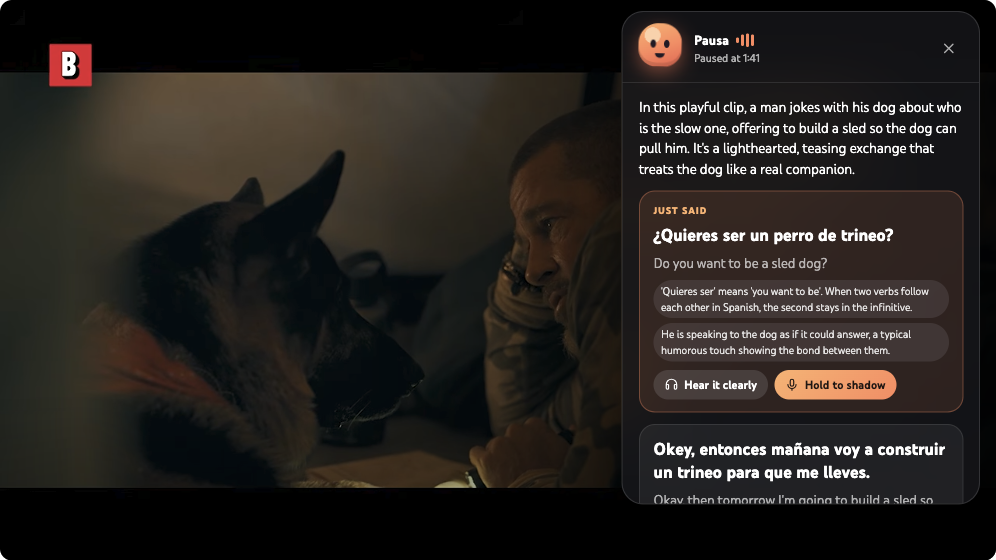 B
Pausa
Paused at 1:41
In this playful clip, a man jokes with his dog about who
is the slow one, offering to build a sled so the dog can
pull him. It's a lighthearted, teasing exchange that
treats the dog like a real companion.
JUST SAID
¿Quieres ser un perro de trineo?
Do you want to be a sled dog?
'Quieres ser' means 'you want to be'. When two verbs follow
each other in Spanish, the second stays in the infinitive.
He is speaking to the dog as if it could answer, a typical
humorous touch showing the bond between them.
Hear it clearly
Hold to shadow
Okey, entonces mañana voy a construir
un trineo para que me lleves.
Okay, then tomorrow I'm going to build a sled so